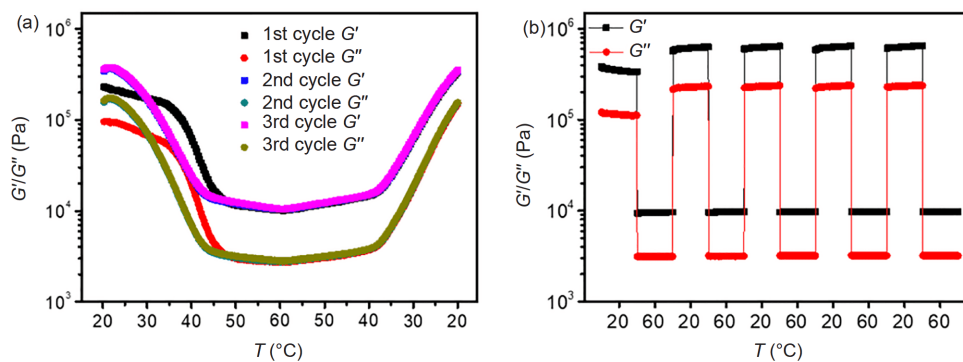 (a)
1st cycle G′
1st cycle G″
2nd cycle G′
2nd cycle G″
3rd cycle G′
3rd cycle G″
G′/G″ (Pa)
10⁶
10⁵
10⁴
10³
20 30 40 50 60 50 40 30 20
T (°C)
(b)
G′
G″
G′/G″ (Pa)
10⁶
10⁵
10⁴
10³
20 60 20 60 20 60 20 60 20 60
T (°C)